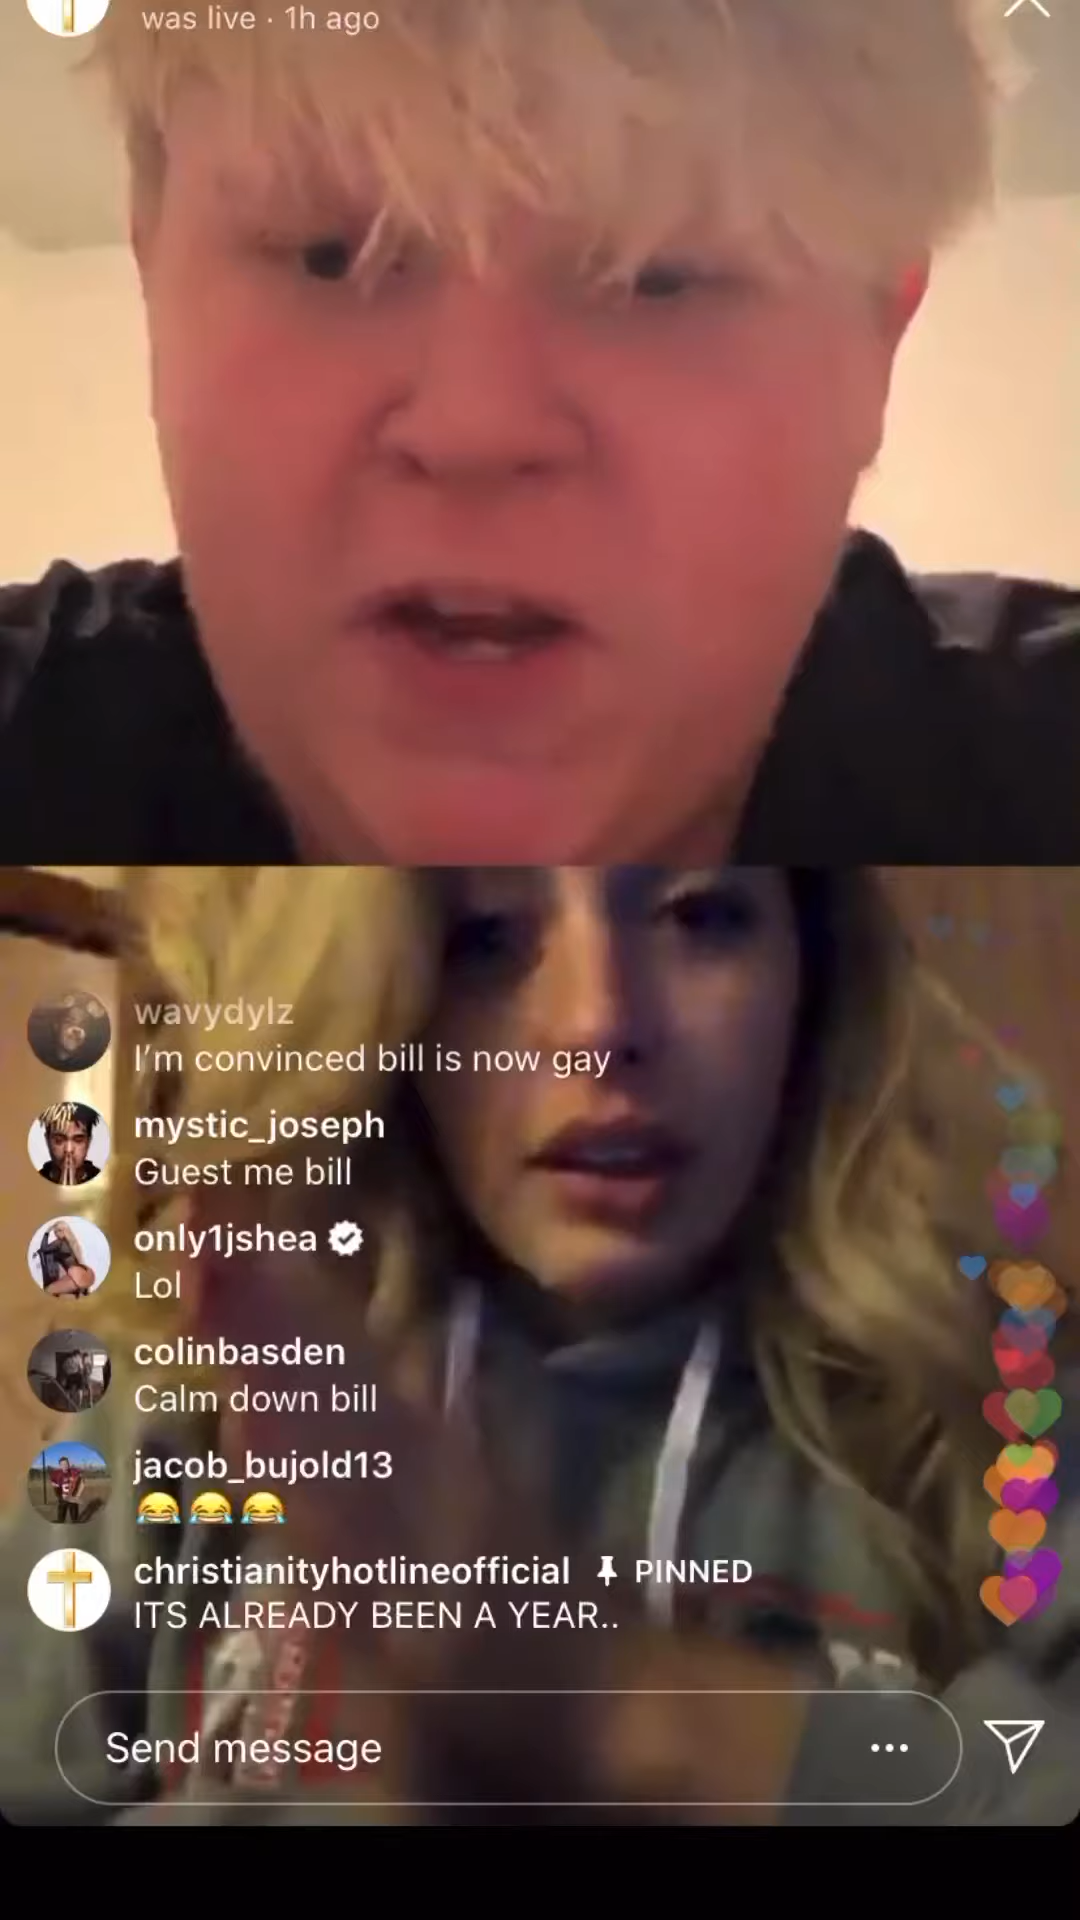 was live · 1h ago
wavydylz
I'm convinced bill is now gay
mystic_joseph
Guest me bill
only1jshea
Lol
colinbasden
Calm down bill
jacob_bujold13
😂😂😂
christianityhotlineofficial PINNED
ITS ALREADY BEEN A YEAR..
Send message